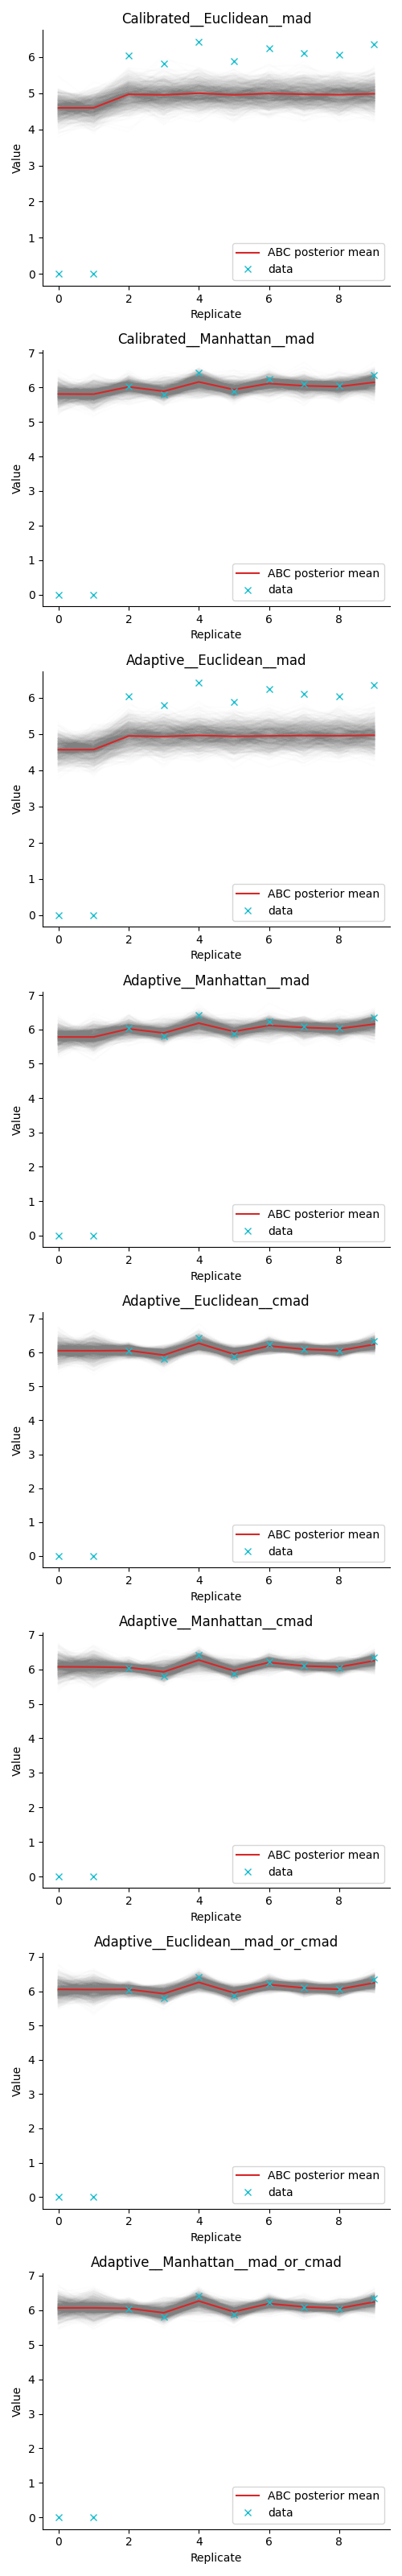 Calibrated__Euclidean__mad
6
5
4
3
2
1
0
Value
ABC posterior mean
data
0 2 4 6 8
Replicate
Calibrated__Manhattan__mad
7
6
5
4
3
2
1
0
Value
ABC posterior mean
data
0 2 4 6 8
Replicate
Adaptive__Euclidean__mad
6
5
4
3
2
1
0
Value
ABC posterior mean
data
0 2 4 6 8
Replicate
Adaptive__Manhattan__mad
7
6
5
4
3
2
1
0
Value
ABC posterior mean
data
0 2 4 6 8
Replicate
Adaptive__Euclidean__cmad
7
6
5
4
3
2
1
0
Value
ABC posterior mean
data
0 2 4 6 8
Replicate
Adaptive__Manhattan__cmad
7
6
5
4
3
2
1
0
Value
ABC posterior mean
data
0 2 4 6 8
Replicate
Adaptive__Euclidean__mad_or_cmad
7
6
5
4
3
2
1
0
Value
ABC posterior mean
data
0 2 4 6 8
Replicate
Adaptive__Manhattan__mad_or_cmad
7
6
5
4
3
2
1
0
Value
ABC posterior mean
data
0 2 4 6 8
Replicate